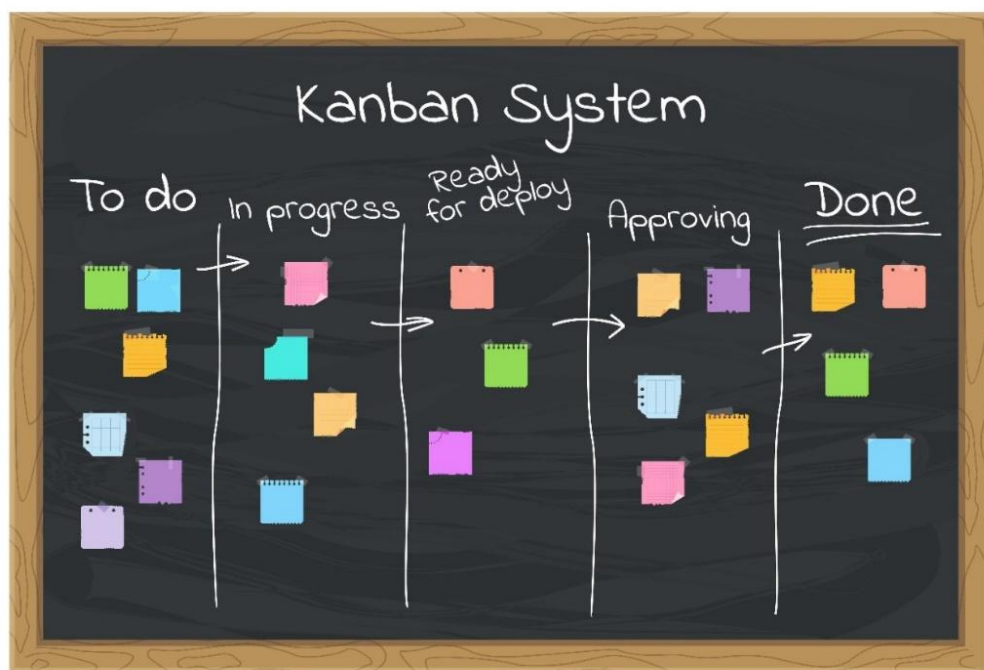 Kanban System
To do
In progress
Ready
for deploy
Approving
Done